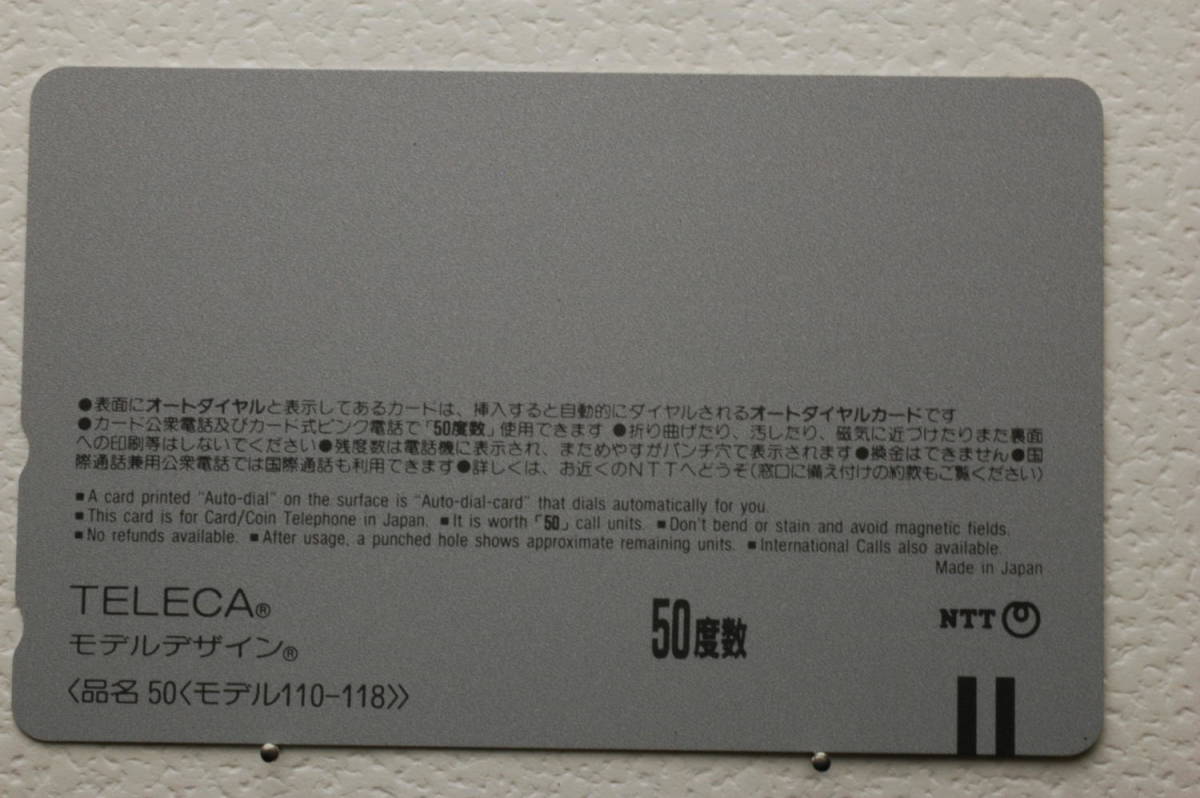 ●表面にオートダイヤルと表示してあるカードは、挿入すると自動的にダイヤルされるオートダイヤルカードです
●カード公衆電話及びカード式ピンク電話で「50度数」使用できます ●折り曲げたり、汚したり、磁気に近づけたりまた裏面
への印刷等はしないでください●残度数は電話機に表示され、まためやすがパンチ穴で表示されます●換金はできません●国
際通話兼用公衆電話では国際通話も利用できます●詳しくは、お近くのNTTへどうぞ(窓口に備え付けの約款もご覧ください)
■A card printed "Auto-dial" on the surface is "Auto-dial-card" that dials automatically for you.
■This card is for Card/Coin Telephone in Japan. ■It is worth「50」call units. ■Don't bend or stain and avoid magnetic fields.
■No refunds available. ■After usage, a punched hole shows approximate remaining units. ■International Calls also available.
Made in Japan
TELECA®
モデルデザイン®
〈品名 50〈モデル110-118〉〉
50度数
NTT